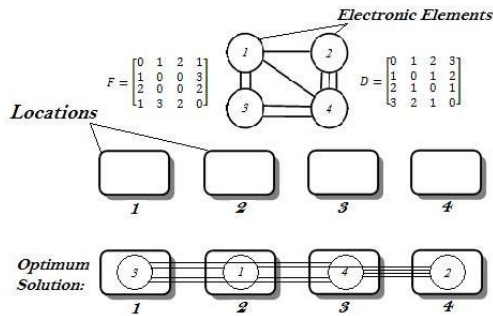 Electronic Elements
F = [0 1 2 1
1 0 0 3
2 0 0 2
1 3 2 0]
1
2
3
4
D = [0 1 2 3
1 0 1 2
2 1 0 1
3 2 1 0]
Locations
1 2 3 4
Optimum
Solution:
3 1 4 2
1 2 3 4